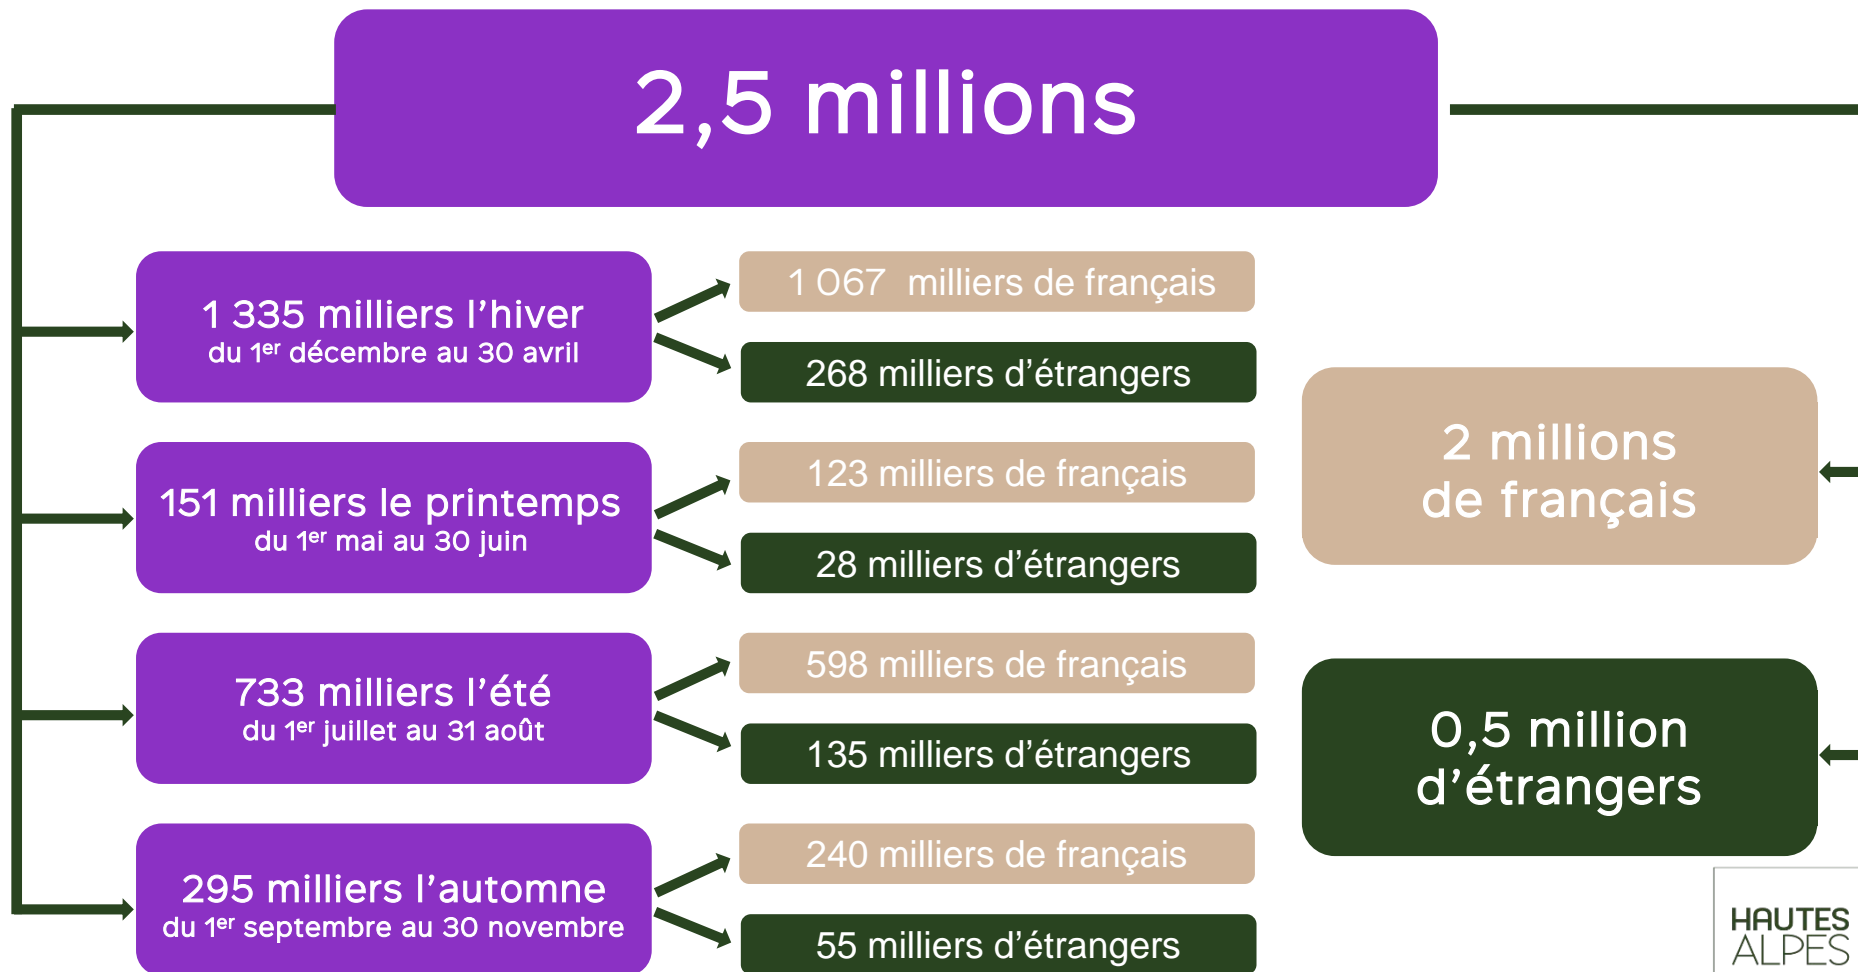 2,5 millions
1 335 milliers l’hiver
du 1er décembre au 30 avril
1 067 milliers de français
268 milliers d’étrangers
151 milliers le printemps
du 1er mai au 30 juin
123 milliers de français
28 milliers d’étrangers
733 milliers l’été
du 1er juillet au 31 août
598 milliers de français
135 milliers d’étrangers
295 milliers l’automne
du 1er septembre au 30 novembre
240 milliers de français
55 milliers d’étrangers
2 millions
de français
0,5 million
d’étrangers
HAUTES
ALPES